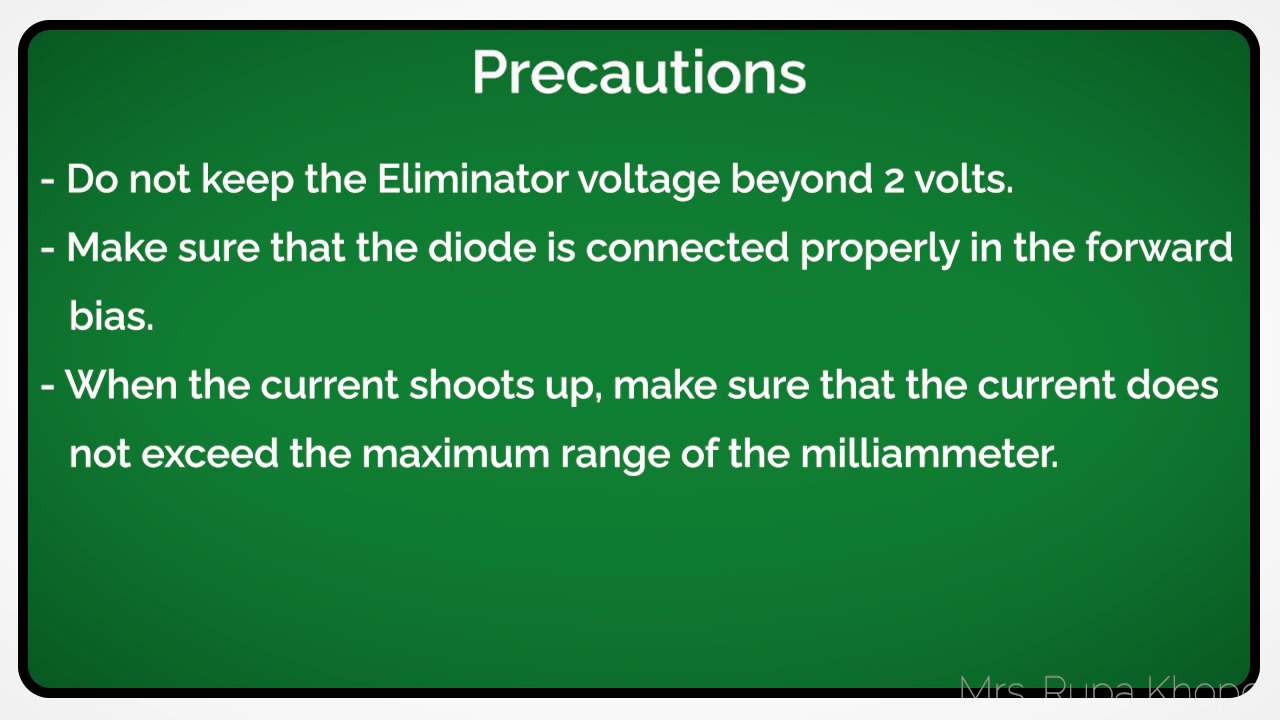 Precautions
- Do not keep the Eliminator voltage beyond 2 volts.
- Make sure that the diode is connected properly in the forward
bias.
- When the current shoots up, make sure that the current does
not exceed the maximum range of the milliammeter.
Mrs. Rupa